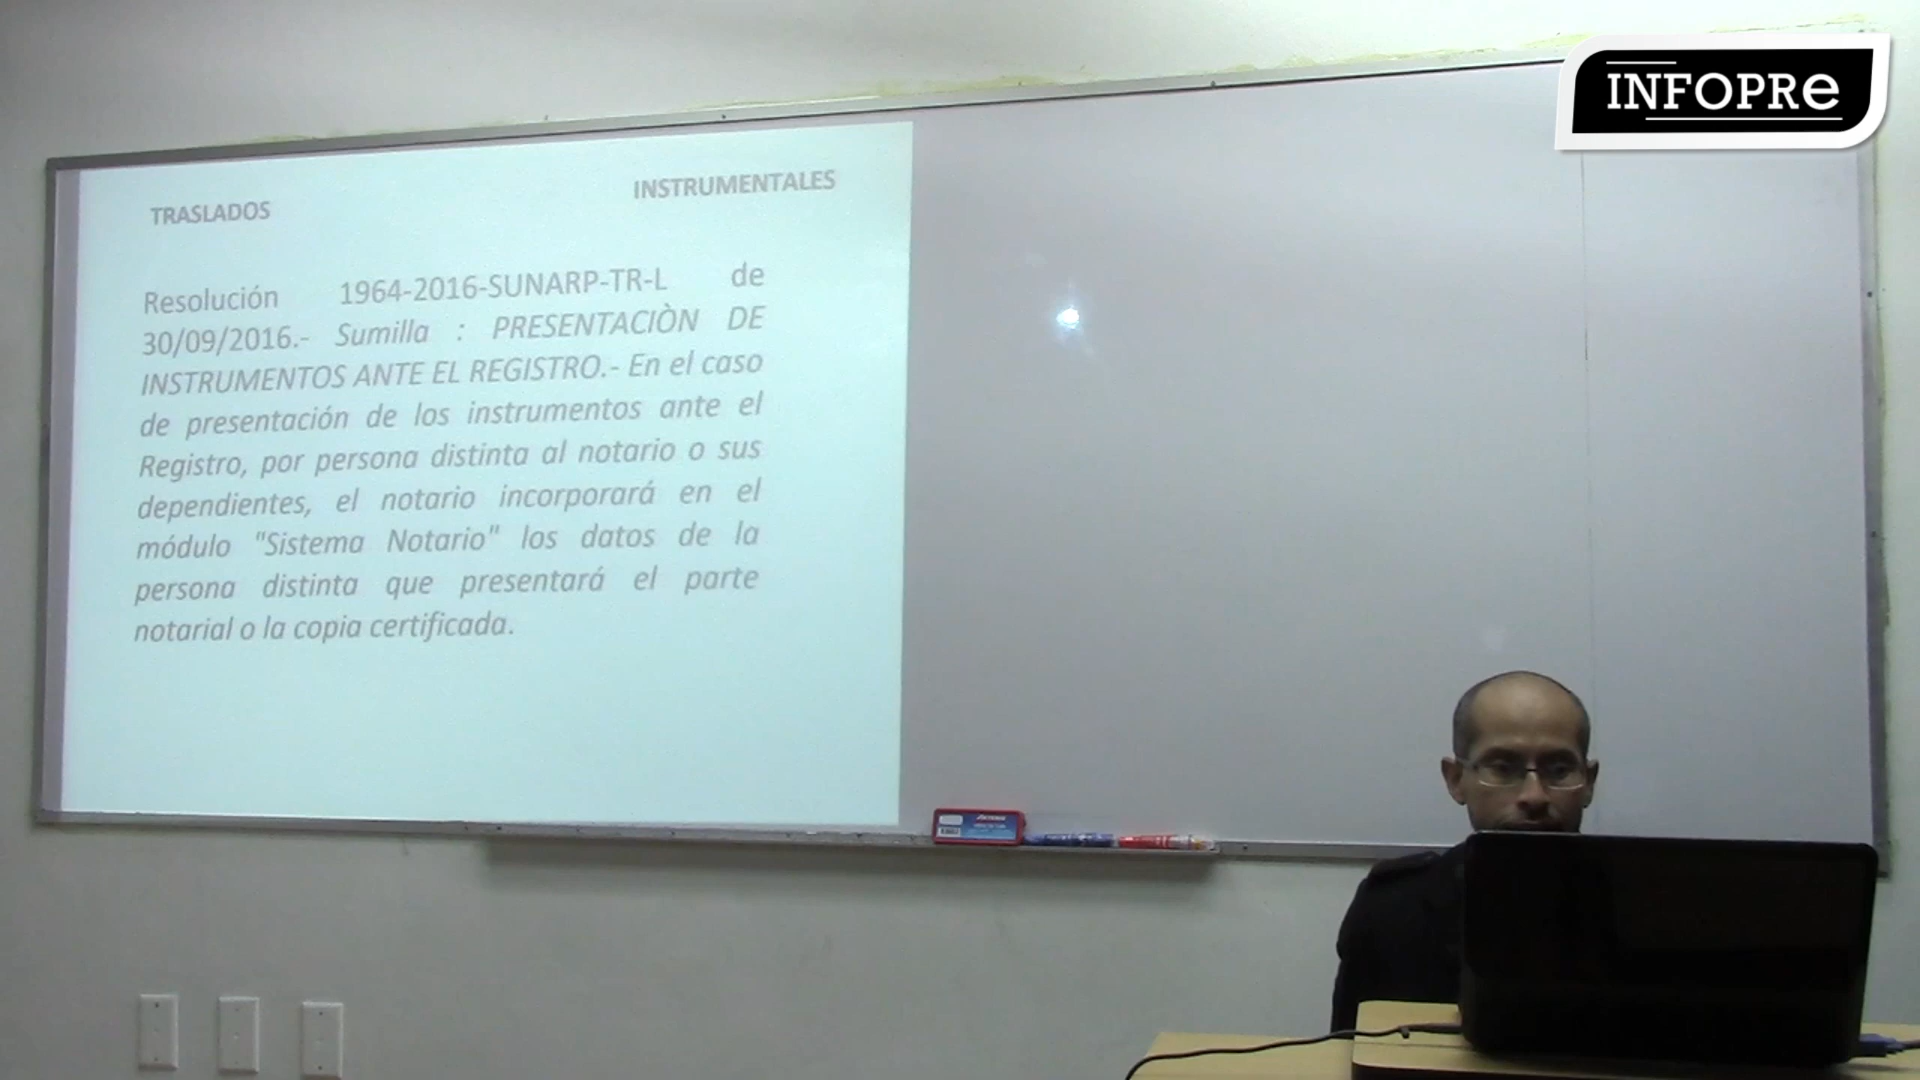 INFOPRe
TRASLADOS INSTRUMENTALES
Resolución 1964-2016-SUNARP-TR-L de
30/09/2016.- Sumilla : PRESENTACIÒN DE
INSTRUMENTOS ANTE EL REGISTRO.- En el caso
de presentación de los instrumentos ante el
Registro, por persona distinta al notario o sus
dependientes, el notario incorporará en el
módulo "Sistema Notario" los datos de la
persona distinta que presentará el parte
notarial o la copia certificada.